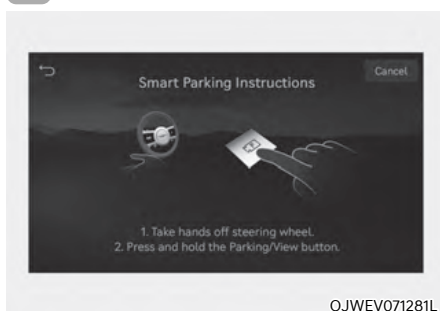 Smart Parking Instructions
Cancel
1. Take hands off steering wheel.
2. Press and hold the Parking/View button.
OJWEV071281L